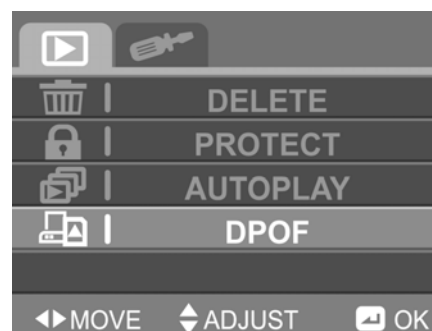 DELETE
PROTECT
AUTOPLAY
DPOF
MOVE ADJUST OK